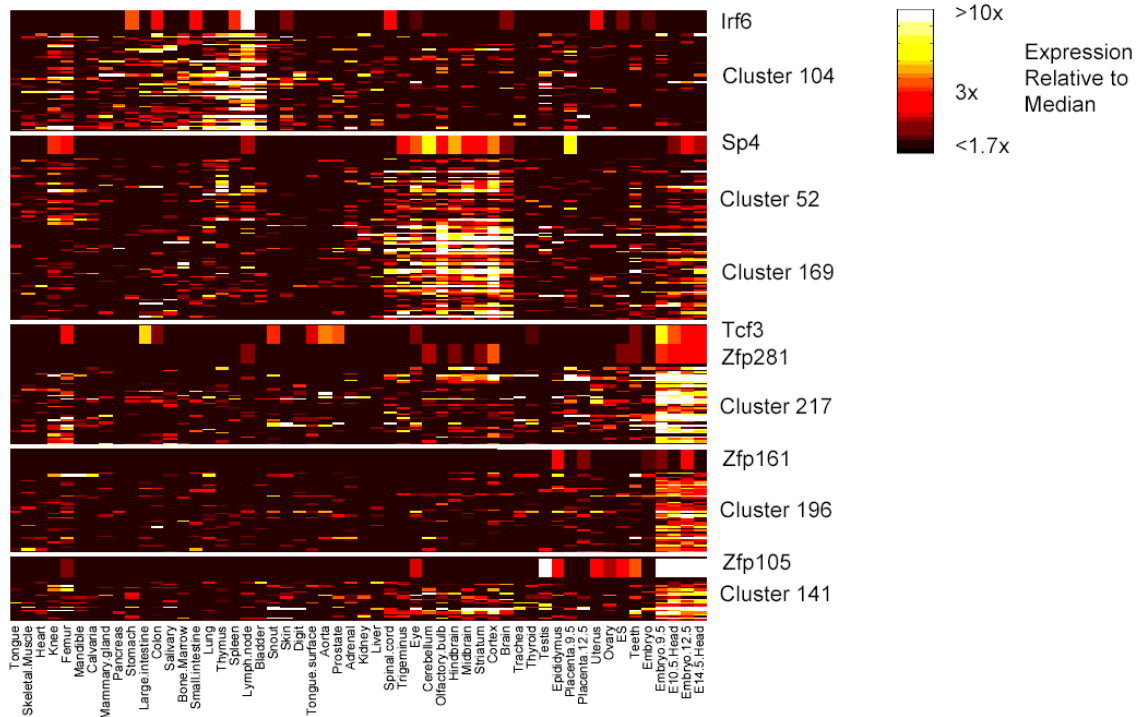 Irf6
Cluster 104
Sp4
Cluster 52
Cluster 169
Tcf3
Zfp281
Cluster 217
Zfp161
Cluster 196
Zfp105
Cluster 141
>10x
3x
<1.7x
Expression
Relative to
Median
Tongue
Skeletal.Muscle
Heart
Knee
Femur
Mandible
Calvaria
Mammary.gland
Pancreas
Stomach
Large.intestine
Colon
Salivary
Bone.Marrow
Small.intestine
Lung
Thymus
Spleen
Lymph.node
Bladder
Snout
Skin
Digit
Tongue.surface
Aorta
Prostate
Adrenal
Kidney
Liver
Spinal.cord
Trigeminus
Eye
Cerebellum
Olfactory.bulb
Hindbrain
Midbrain
Striatum
Cortex
Brain
Trachea
Thyroid
Testis
Epididymus
Placenta.9.5
Placenta.12.5
Uterus
Ovary
ES
Teeth
Embryo
Embryo.9.5
E10.5.Head
Embryo.12.5
E14.5.Head